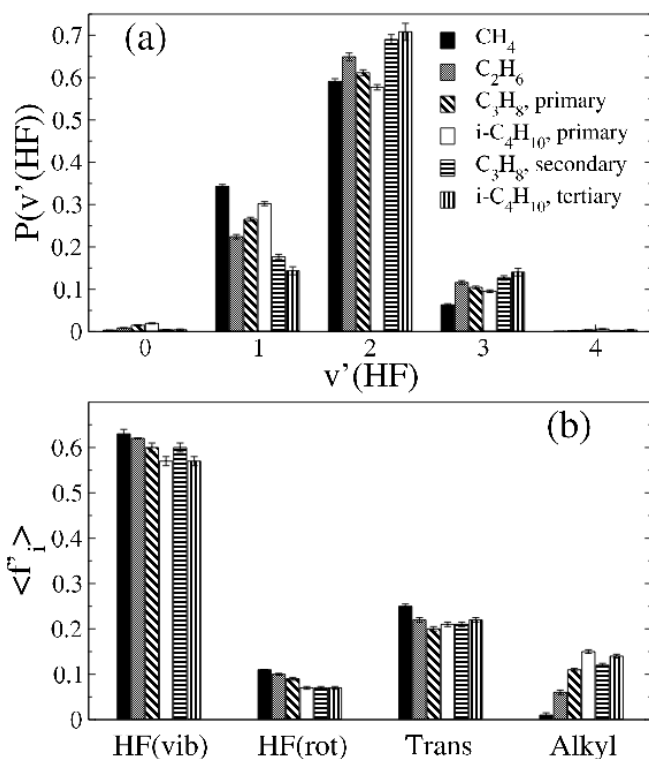 (a)
CH₄
C₂H₆
C₃H₈, primary
i-C₄H₁₀, primary
C₃H₈, secondary
i-C₄H₁₀, tertiary
P(v'(HF))
0.7
0.6
0.5
0.4
0.3
0.2
0.1
0
0 1 2 3 4
v'(HF)
(b)
<f'ᵢ>
0.6
0.5
0.4
0.3
0.2
0.1
0
HF(vib) HF(rot) Trans Alkyl